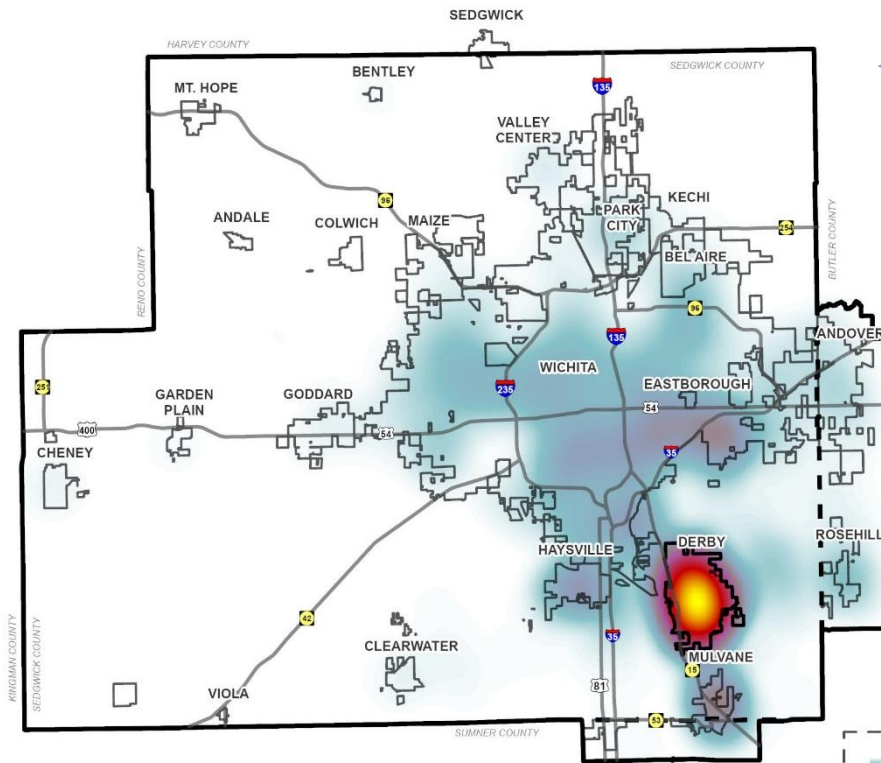 SEDGWICK
HARVEY COUNTY
SEDGWICK COUNTY
BENTLEY
MT. HOPE
135
VALLEY
CENTER
96
KECHI
PARK
CITY
ANDALE
COLWICH
MAIZE
254
BEL AIRE
RENO COUNTY
BUTLER COUNTY
96
ANDOVER
135
WICHITA
EASTBOROUGH
251
235
GARDEN
PLAIN
GODDARD
54
400
54
CHENEY
35
HAYSVILLE
DERBY
ROSEHILL
42
35
CLEARWATER
MULVANE
15
KINGMAN COUNTY
SEDGWICK COUNTY
VIOLA
81
53
SUMNER COUNTY